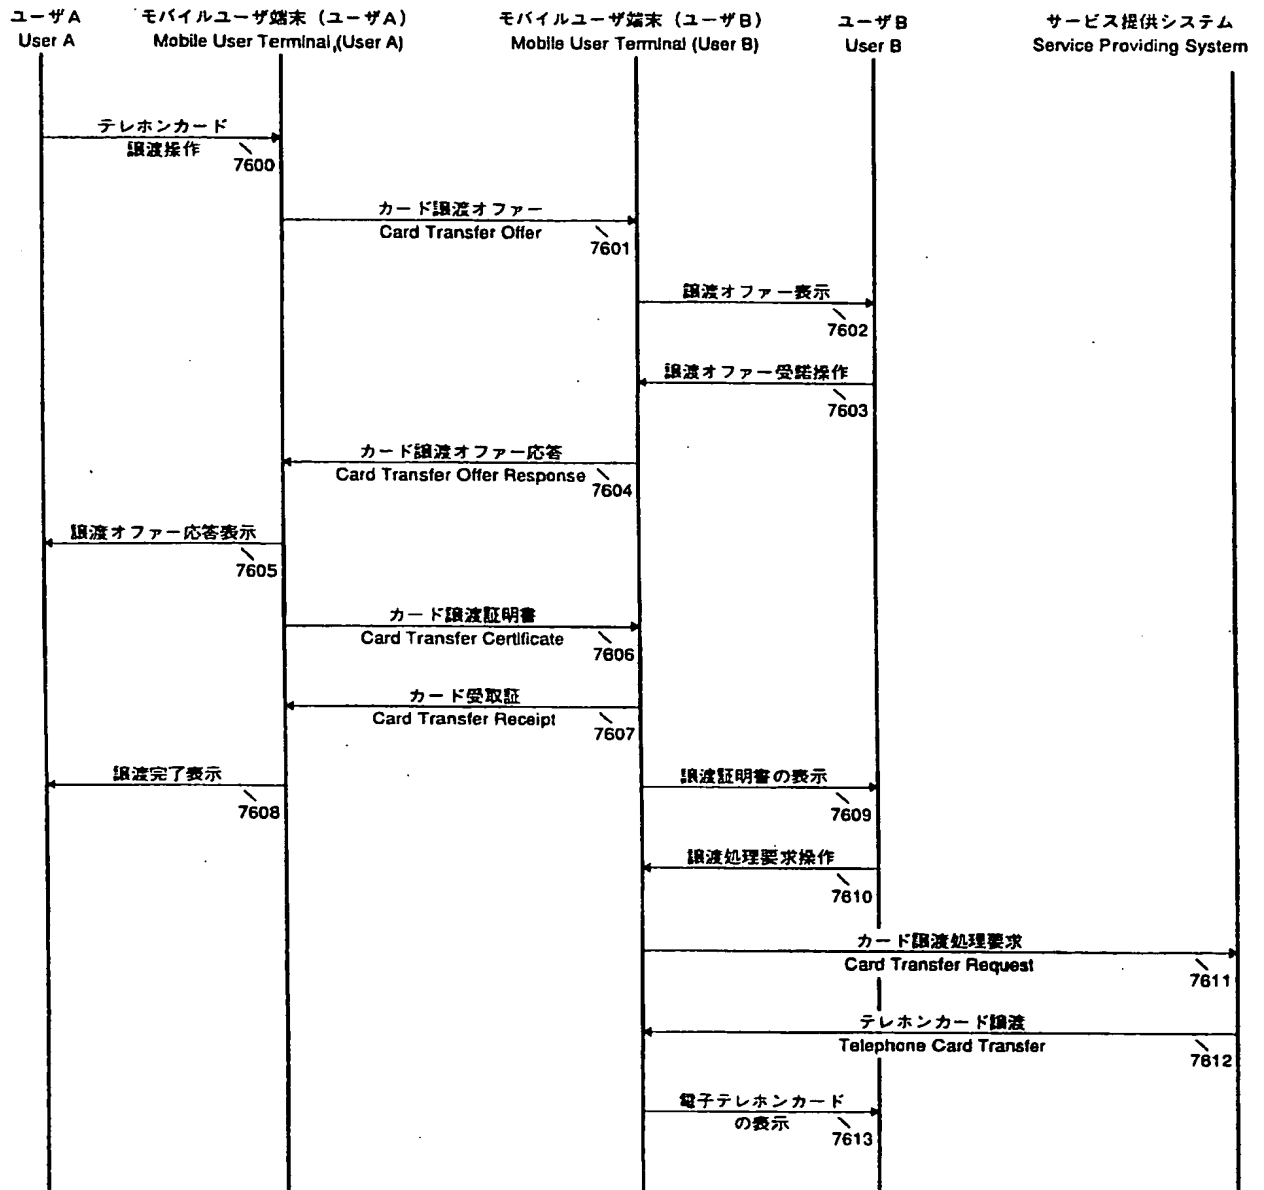 ユーザA
User A
モバイルユーザ端末（ユーザA）
Mobile User Terminal (User A)
モバイルユーザ端末（ユーザB）
Mobile User Terminal (User B)
ユーザB
User B
サービス提供システム
Service Providing System
テレホンカード
譲渡操作
7600
カード譲渡オファー
Card Transfer Offer
7601
譲渡オファー表示
7602
譲渡オファー受諾操作
7603
カード譲渡オファー応答
Card Transfer Offer Response
7604
譲渡オファー応答表示
7605
カード譲渡証明書
Card Transfer Certificate
7606
カード受取証
Card Transfer Receipt
7607
譲渡完了表示
7608
譲渡証明書の表示
7609
譲渡処理要求操作
7610
カード譲渡処理要求
Card Transfer Request
7611
テレホンカード譲渡
Telephone Card Transfer
7612
電子テレホンカード
の表示
7613